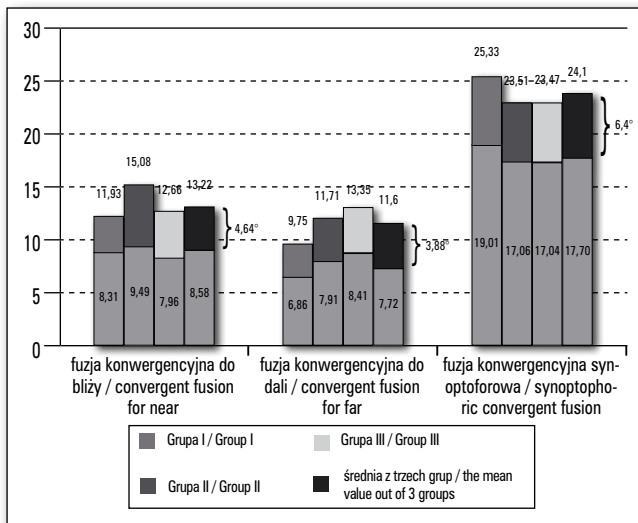 30
25
20
15
10
5
0
11,93
15,08
12,66
13,22
4,64°
8,31
9,49
7,96
8,58
9,75
11,71
13,35
11,6
3,88°
6,86
7,91
8,41
7,72
25,33
23,51
23,47
24,1
6,4°
19,01
17,06
17,04
17,70
fuzja konwergencyjna do
bliży / convergent fusion
for near
fuzja konwergencyjna do
dali / convergent fusion
for far
fuzja konwergencyjna syn-
optoforowa / synoptopho-
ric convergent fusion
Grupa I / Group I
Grupa III / Group III
Grupa II / Group II
średnia z trzech grup / the mean
value out of 3 groups